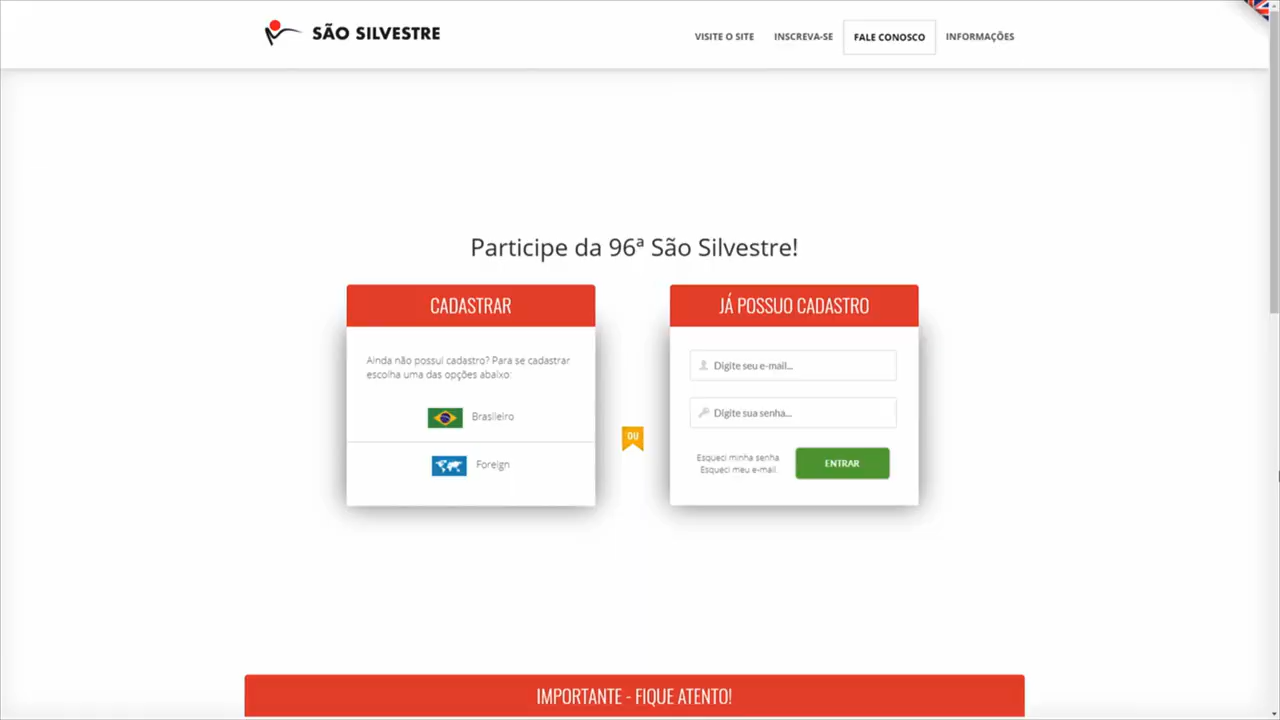 SÃO SILVESTRE
VISITE O SITE
INSCREVA-SE
FALE CONOSCO
INFORMAÇÕES
Participe da 96ª São Silvestre!
CADASTRAR
Ainda não possui cadastro? Para se cadastrar
escolha uma das opções abaixo:
Brasileiro
Foreign
OU
JÁ POSSUO CADASTRO
Digite seu e-mail...
Digite sua senha...
Esqueci minha senha
Esqueci meu e-mail.
ENTRAR
IMPORTANTE - FIQUE ATENTO!